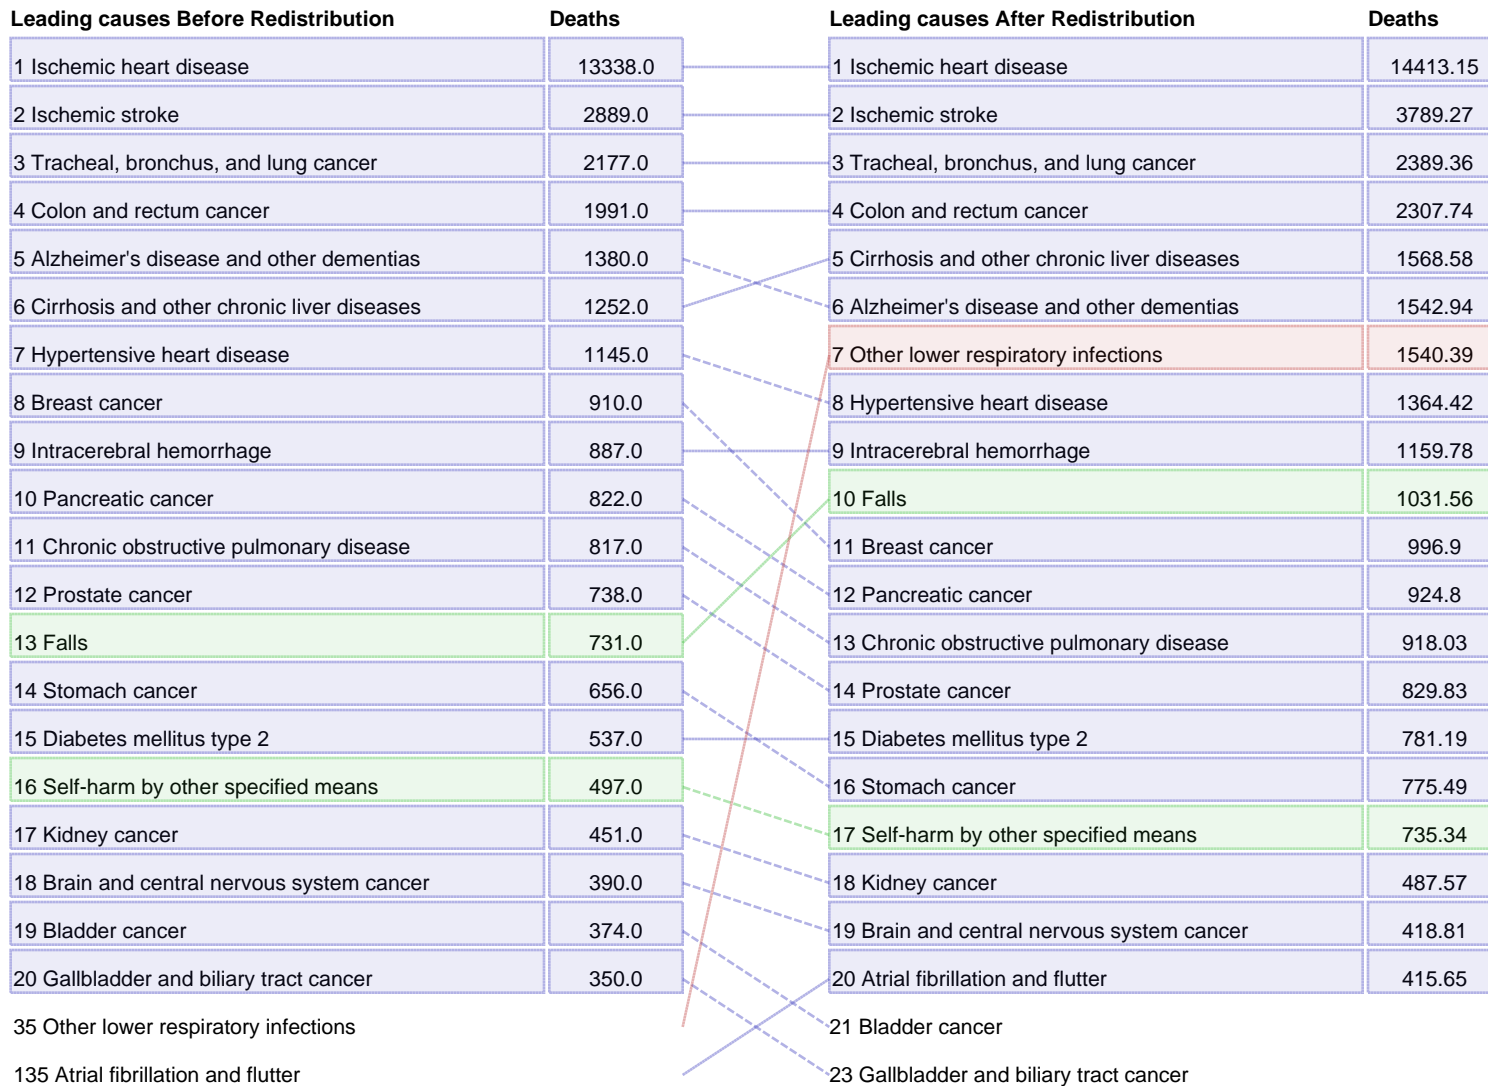 Leading causes Before Redistribution Deaths Leading causes After Redistribution Deaths
1 Ischemic heart disease 13338.0 1 Ischemic heart disease 14413.15
2 Ischemic stroke 2889.0 2 Ischemic stroke 3789.27
3 Tracheal, bronchus, and lung cancer 2177.0 3 Tracheal, bronchus, and lung cancer 2389.36
4 Colon and rectum cancer 1991.0 4 Colon and rectum cancer 2307.74
5 Alzheimer's disease and other dementias 1380.0 5 Cirrhosis and other chronic liver diseases 1568.58
6 Cirrhosis and other chronic liver diseases 1252.0 6 Alzheimer's disease and other dementias 1542.94
7 Hypertensive heart disease 1145.0 7 Other lower respiratory infections 1540.39
8 Breast cancer 910.0 8 Hypertensive heart disease 1364.42
9 Intracerebral hemorrhage 887.0 9 Intracerebral hemorrhage 1159.78
10 Pancreatic cancer 822.0 10 Falls 1031.56
11 Chronic obstructive pulmonary disease 817.0 11 Breast cancer 996.9
12 Prostate cancer 738.0 12 Pancreatic cancer 924.8
13 Falls 731.0 13 Chronic obstructive pulmonary disease 918.03
14 Stomach cancer 656.0 14 Prostate cancer 829.83
15 Diabetes mellitus type 2 537.0 15 Diabetes mellitus type 2 781.19
16 Self-harm by other specified means 497.0 16 Stomach cancer 775.49
17 Kidney cancer 451.0 17 Self-harm by other specified means 735.34
18 Brain and central nervous system cancer 390.0 18 Kidney cancer 487.57
19 Bladder cancer 374.0 19 Brain and central nervous system cancer 418.81
20 Gallbladder and biliary tract cancer 350.0 20 Atrial fibrillation and flutter 415.65
35 Other lower respiratory infections 21 Bladder cancer
135 Atrial fibrillation and flutter 23 Gallbladder and biliary tract cancer